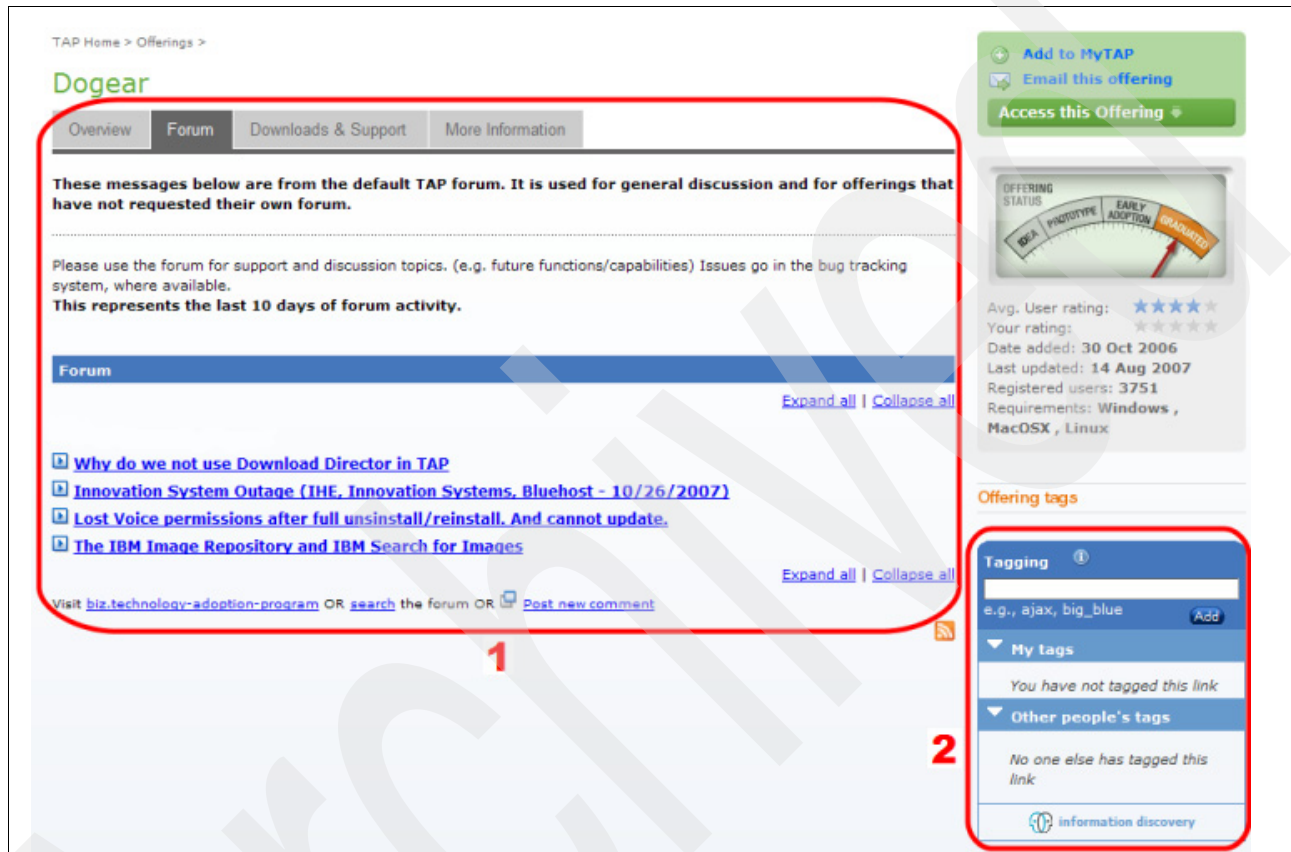 TAP Home > Offerings >
Dogear
Overview Forum Downloads & Support More Information
These messages below are from the default TAP forum. It is used for general discussion and for offerings that
have not requested their own forum.
Please use the forum for support and discussion topics. (e.g. future functions/capabilities) Issues go in the bug tracking
system, where available.
This represents the last 10 days of forum activity.
Forum
Expand all | Collapse all
Why do we not use Download Director in TAP
Innovation System Outage (IHE, Innovation Systems, Bluehost - 10/26/2007)
Lost Voice permissions after full unsinstall/reinstall. And cannot update.
The IBM Image Repository and IBM Search for Images
Expand all | Collapse all
Visit biz.technology-adoption-program OR search the forum OR Post new comment
1
Add to MyTAP
Email this offering
Access this Offering
OFFERING
STATUS
IDEA PROTOTYPE EARLY
ADOPTION GRADUATED
Avg. User rating:
Your rating:
Date added: 30 Oct 2006
Last updated: 14 Aug 2007
Registered users: 3751
Requirements: Windows ,
MacOSX , Linux
Offering tags
Tagging
e.g., ajax, big_blue
Add
My tags
You have not tagged this link
Other people's tags
No one else has tagged this
link
information discovery
2
Archived